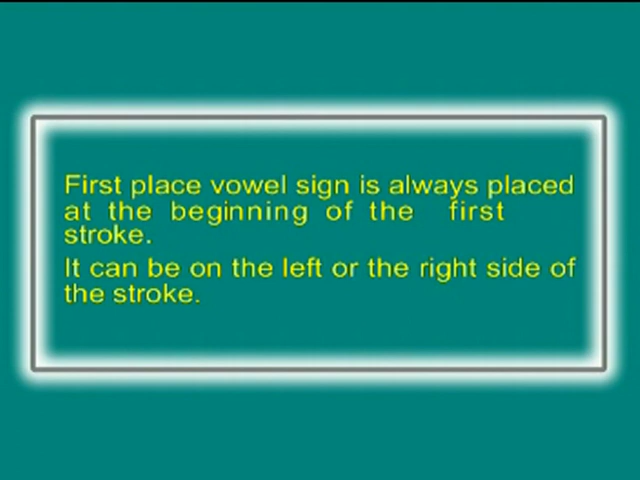 First place vowel sign is always placed
at the beginning of the first
stroke.
It can be on the left or the right side of
the stroke.